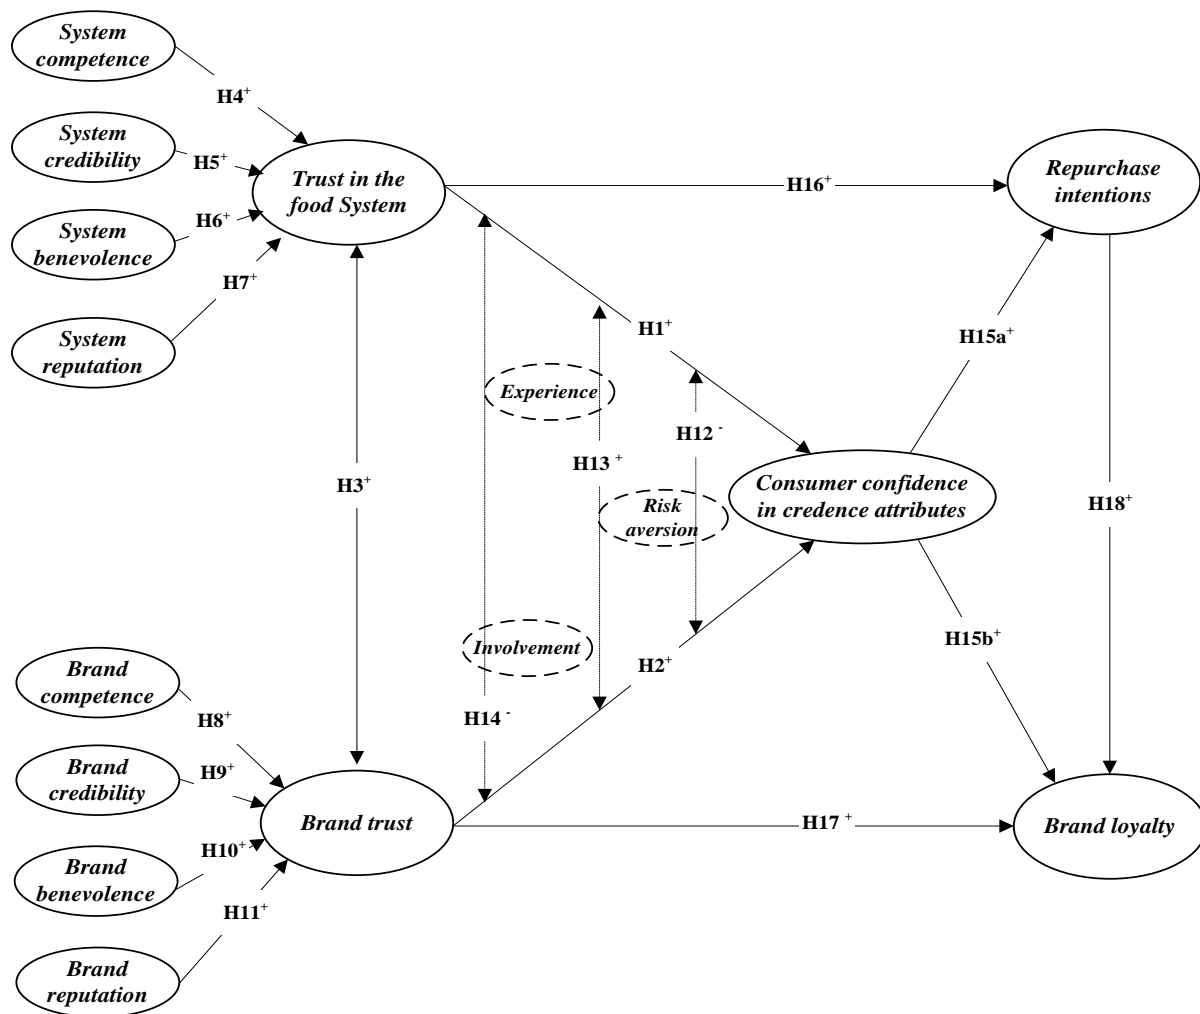 System
competence
H4+
System
credibility
H5+
Trust in the
food System
H16+
Repurchase
intentions
H6+
System
benevolence
H7+
System
reputation
H1+
H15a+
Experience
H12 -
H13 +
H3+
Consumer confidence
in credence attributes
Risk
aversion
H18+
Involvement
H2+
H15b+
Brand
competence
H14 -
H8+
Brand
credibility
H9+
Brand trust
H17 +
Brand loyalty
H10+
Brand
benevolence
H11+
Brand
reputation